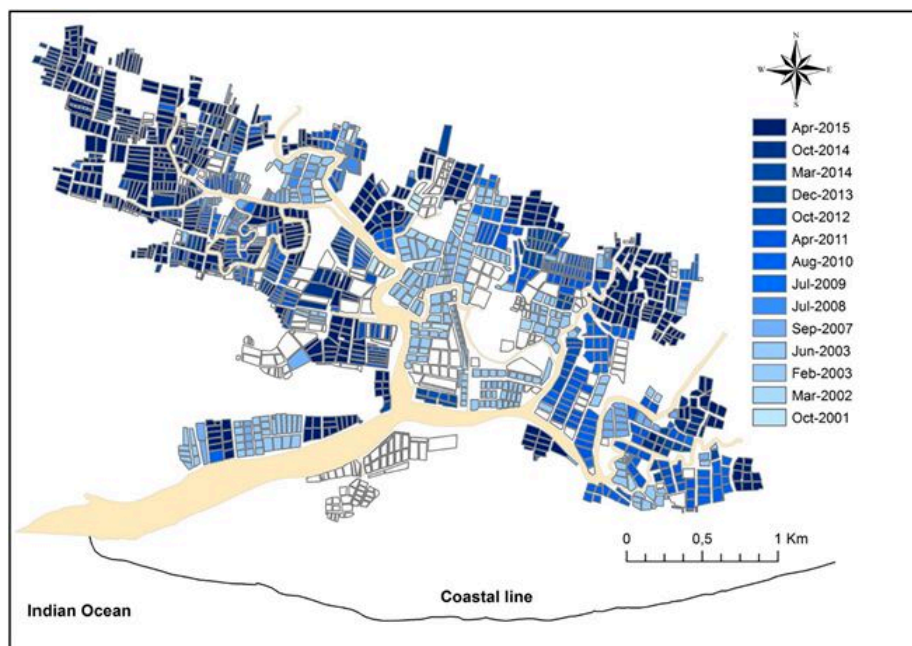 N
W
E
S
Apr-2015
Oct-2014
Mar-2014
Dec-2013
Oct-2012
Apr-2011
Aug-2010
Jul-2009
Jul-2008
Sep-2007
Jun-2003
Feb-2003
Mar-2002
Oct-2001
0 0,5 1 Km
Coastal line
Indian Ocean